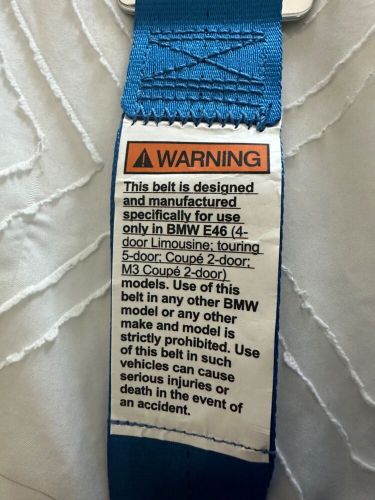 WARNING
This belt is designed
and manufactured
specifically for use
only in BMW E46 (4-
door Limousine; touring
5-door; Coupé 2-door;
M3 Coupé 2-door)
models. Use of this
belt in any other BMW
model or any other
make and model is
strictly prohibited. Use
of this belt in such
vehicles can cause
serious injuries or
death in the event of
an accident.